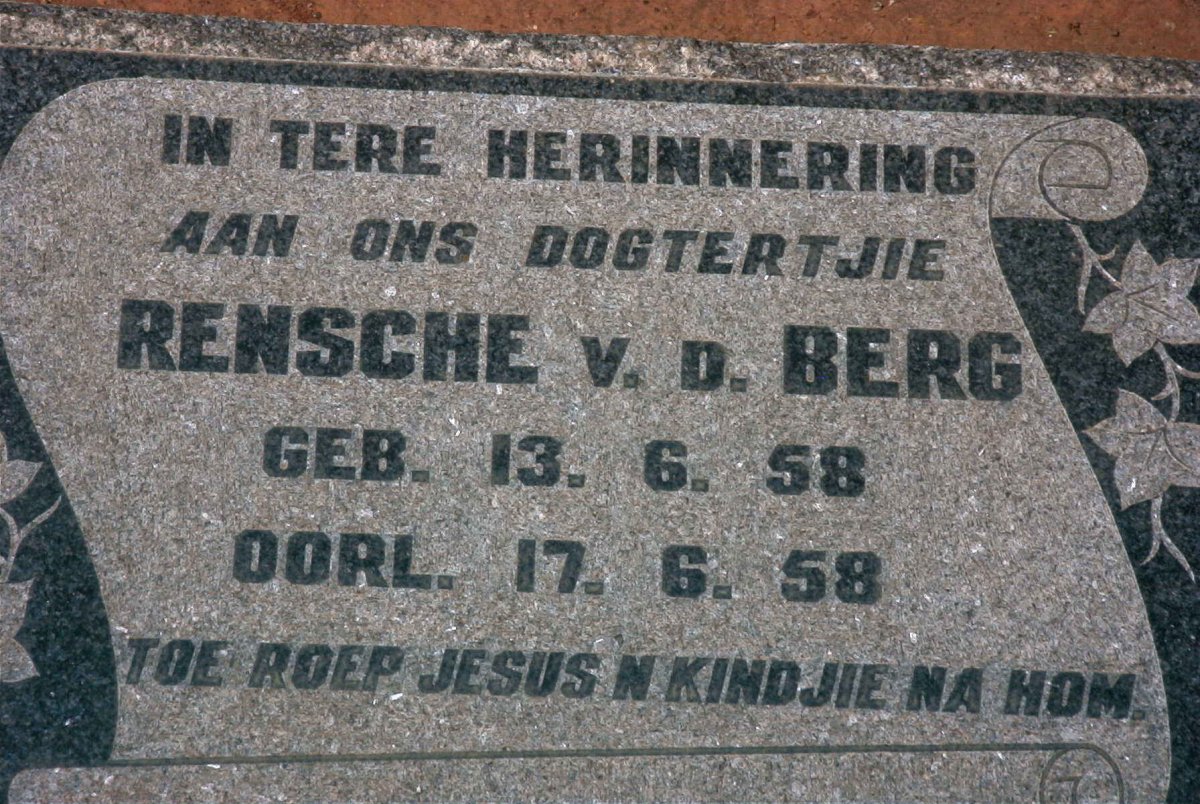 IN TERE HERINNERING
AAN ONS DOGTERTJIE
RENSCHE V. D. BERG
GEB. 13. 6. 58
OORL. 17. 6. 58
TOE ROEP JESUS 'N KINDJIE NA HOM.